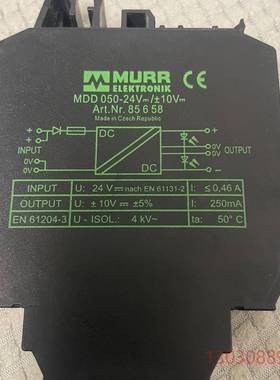 MURR
ELEKTRONIK
CE
MDD 050-24V⎓/±10V⎓
Art.Nr. 85 6 58
Made in Czech Republic
DC
+ +
INPUT
0V
0V
DC
+
0V OUTPUT
0V
−
INPUT U: 24 V⎓nach EN 61131-2 I: ≤ 0,46 A
OUTPUT U: ± 10V ⎓ ±5% I: 250mA
EN 61204-3 U - ISOL.: 4 kV~ ta: 50° C